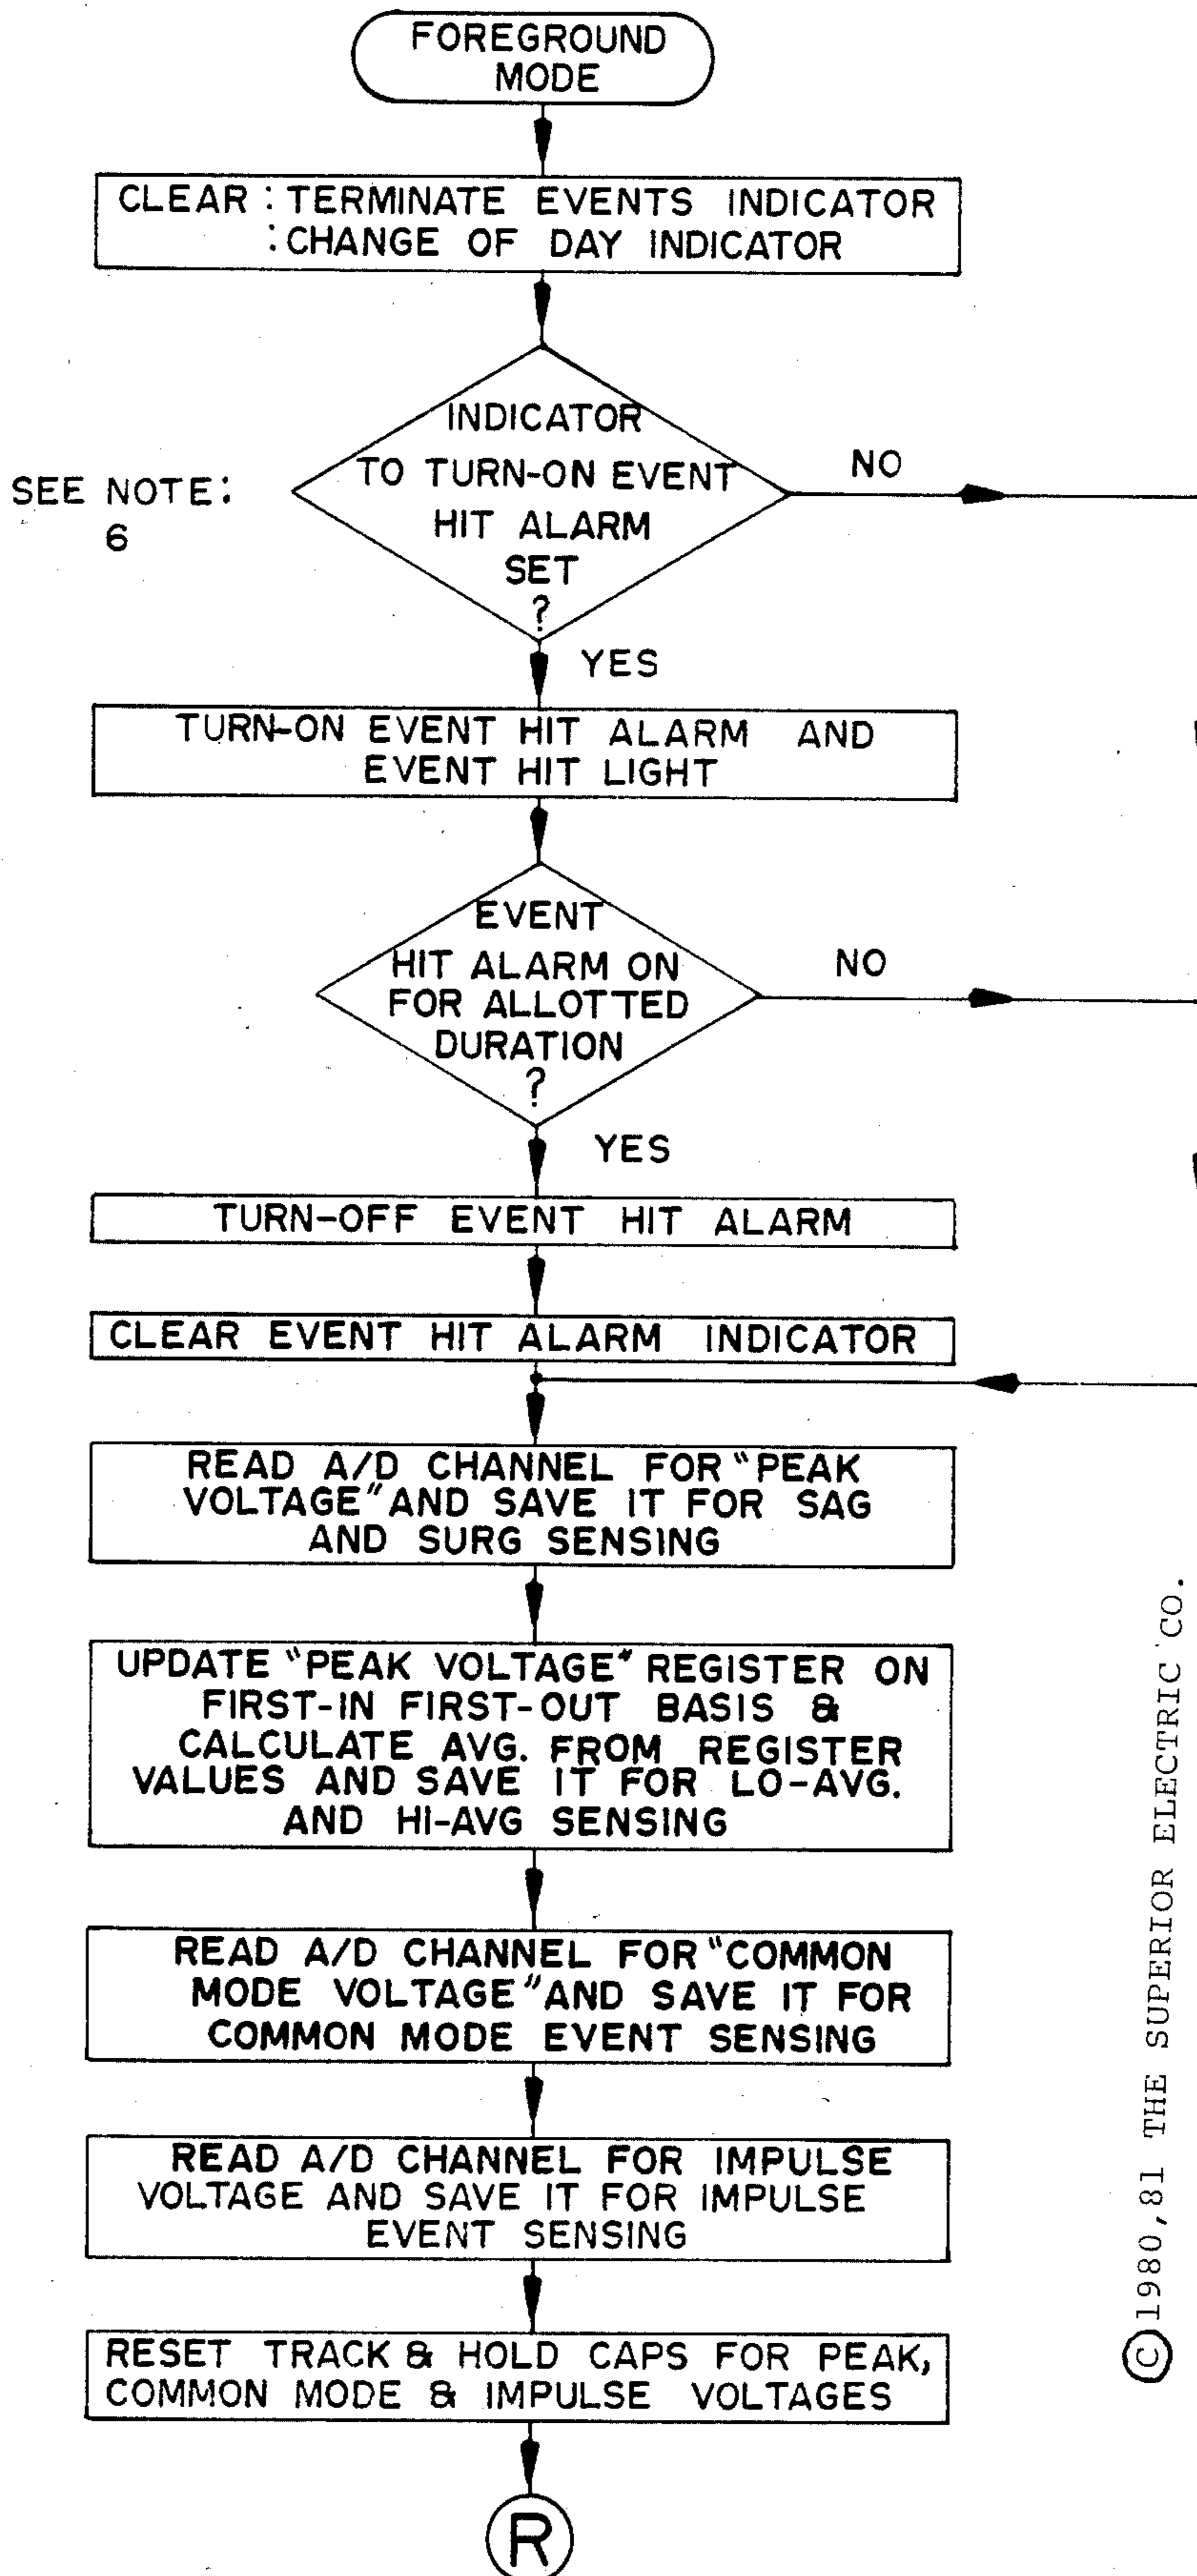 FOREGROUND
MODE
CLEAR : TERMINATE EVENTS INDICATOR
: CHANGE OF DAY INDICATOR
INDICATOR
TO TURN-ON EVENT
HIT ALARM
SET
?
NO
SEE NOTE:
6
YES
TURN-ON EVENT HIT ALARM AND
EVENT HIT LIGHT
EVENT
HIT ALARM ON
FOR ALLOTTED
DURATION
?
NO
YES
TURN-OFF EVENT HIT ALARM
CLEAR EVENT HIT ALARM INDICATOR
READ A/D CHANNEL FOR "PEAK
VOLTAGE" AND SAVE IT FOR SAG
AND SURG SENSING
UPDATE "PEAK VOLTAGE" REGISTER ON
FIRST-IN FIRST-OUT BASIS &
CALCULATE AVG. FROM REGISTER
VALUES AND SAVE IT FOR LO-AVG.
AND HI-AVG SENSING
READ A/D CHANNEL FOR "COMMON
MODE VOLTAGE" AND SAVE IT FOR
COMMON MODE EVENT SENSING
READ A/D CHANNEL FOR IMPULSE
VOLTAGE AND SAVE IT FOR IMPULSE
EVENT SENSING
RESET TRACK & HOLD CAPS FOR PEAK,
COMMON MODE & IMPULSE VOLTAGES
R
©1980,81 THE SUPERIOR ELECTRIC CO.